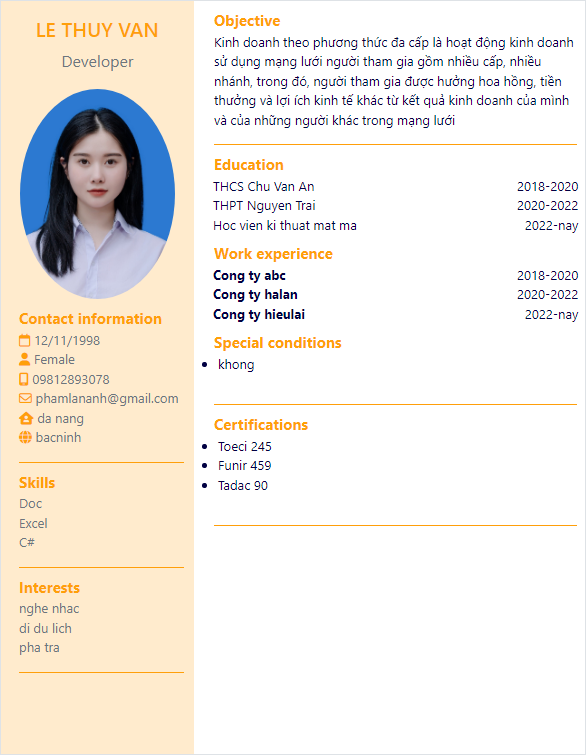 LE THUY VAN
Developer
Contact information
12/11/1998
Female
09812893078
phamlananh@gmail.com
da nang
bacninh
Skills
Doc
Excel
C#
Interests
nghe nhac
di du lich
pha tra
Objective
Kinh doanh theo phương thức đa cấp là hoạt động kinh doanh
sử dụng mạng lưới người tham gia gồm nhiều cấp, nhiều
nhánh, trong đó, người tham gia được hưởng hoa hồng, tiền
thưởng và lợi ích kinh tế khác từ kết quả kinh doanh của mình
và của những người khác trong mạng lưới
Education
THCS Chu Van An 2018-2020
THPT Nguyen Trai 2020-2022
Hoc vien ki thuat mat ma 2022-nay
Work experience
Cong ty abc 2018-2020
Cong ty halan 2020-2022
Cong ty hieulai 2022-nay
Special conditions
khong
Certifications
Toeci 245
Funir 459
Tadac 90